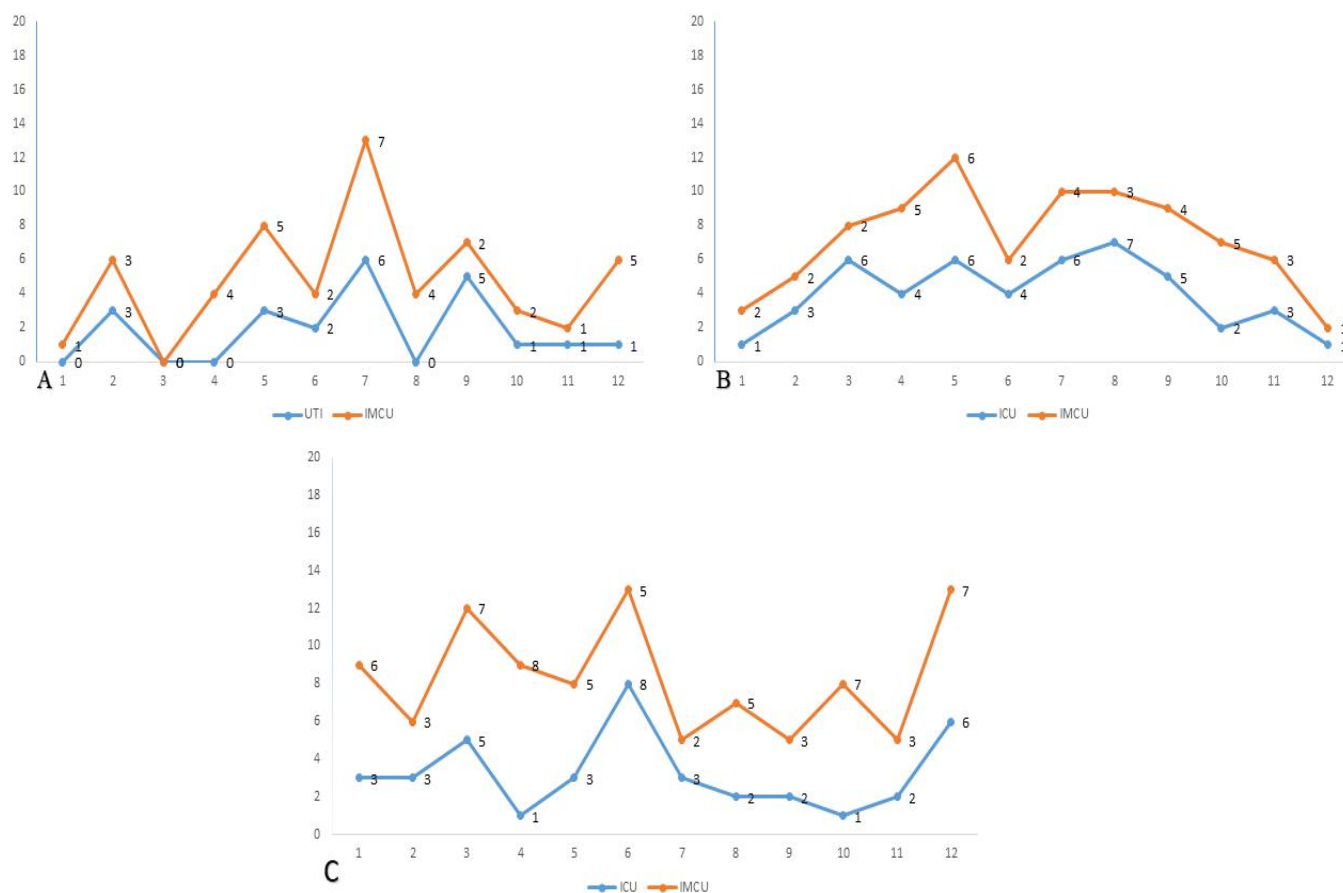 20
18
16
14
12
10
8
6
4
2
0
1 3 0 4 5 2 7 4 2 2 1 5
0 3 0 0 3 2 6 0 5 1 1 1
A 1 2 3 4 5 6 7 8 9 10 11 12
UTI IMCU
20
18
16
14
12
10
8
6
4
2
0
2 2 2 5 6 2 4 3 4 5 3 1
1 3 6 4 6 4 6 7 5 2 3 1
B 1 2 3 4 5 6 7 8 9 10 11 12
ICU IMCU
20
18
16
14
12
10
8
6
4
2
0
6 3 7 8 5 5 2 5 3 7 3 7
3 3 5 1 3 8 3 2 2 1 2 6
C 1 2 3 4 5 6 7 8 9 10 11 12
ICU IMCU